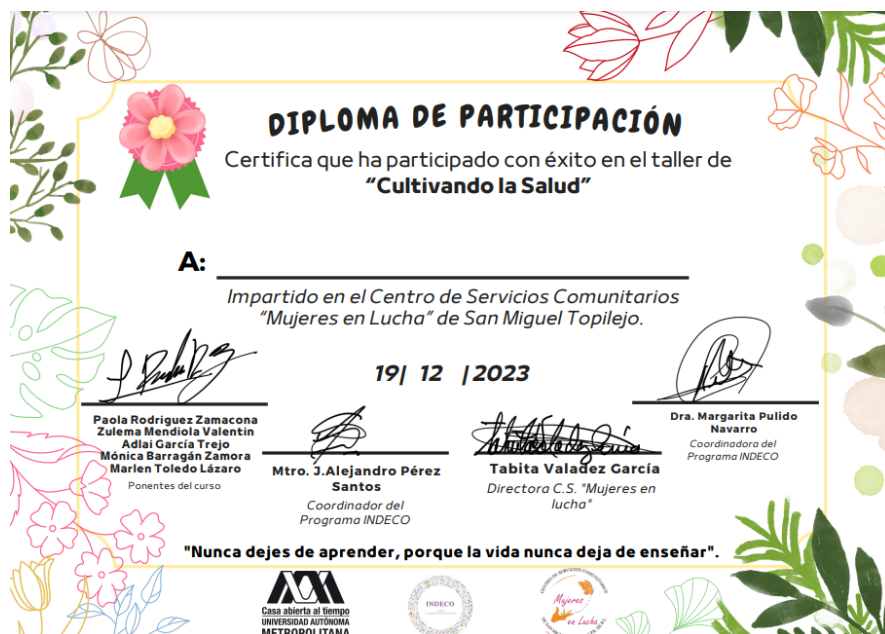 DIPLOMA DE PARTICIPACIÓN
Certifica que ha participado con éxito en el taller de
“Cultivando la Salud”
A:
Impartido en el Centro de Servicios Comunitarios
“Mujeres en Lucha” de San Miguel Topilejo.
19| 12 | 2023
Paola Rodriguez Zamacona
Zulema Mendiola Valentin
Adlai García Trejo
Mónica Barragán Zamora
Marlen Toledo Lázaro
Ponentes del curso
Mtro. J.Alejandro Pérez
Santos
Coordinador del
Programa INDECO
Tabita Valadez García
Directora C.S. "Mujeres en
lucha"
Dra. Margarita Pulido
Navarro
Coordinadora del
Programa INDECO
"Nunca dejes de aprender, porque la vida nunca deja de enseñar".
Casa abierta al tiempo
UNIVERSIDAD AUTÓNOMA
METROPOLITANA
INDECO
CENTRO DE SERVICIOS COMUNITARIOS
Mujeres
en Lucha